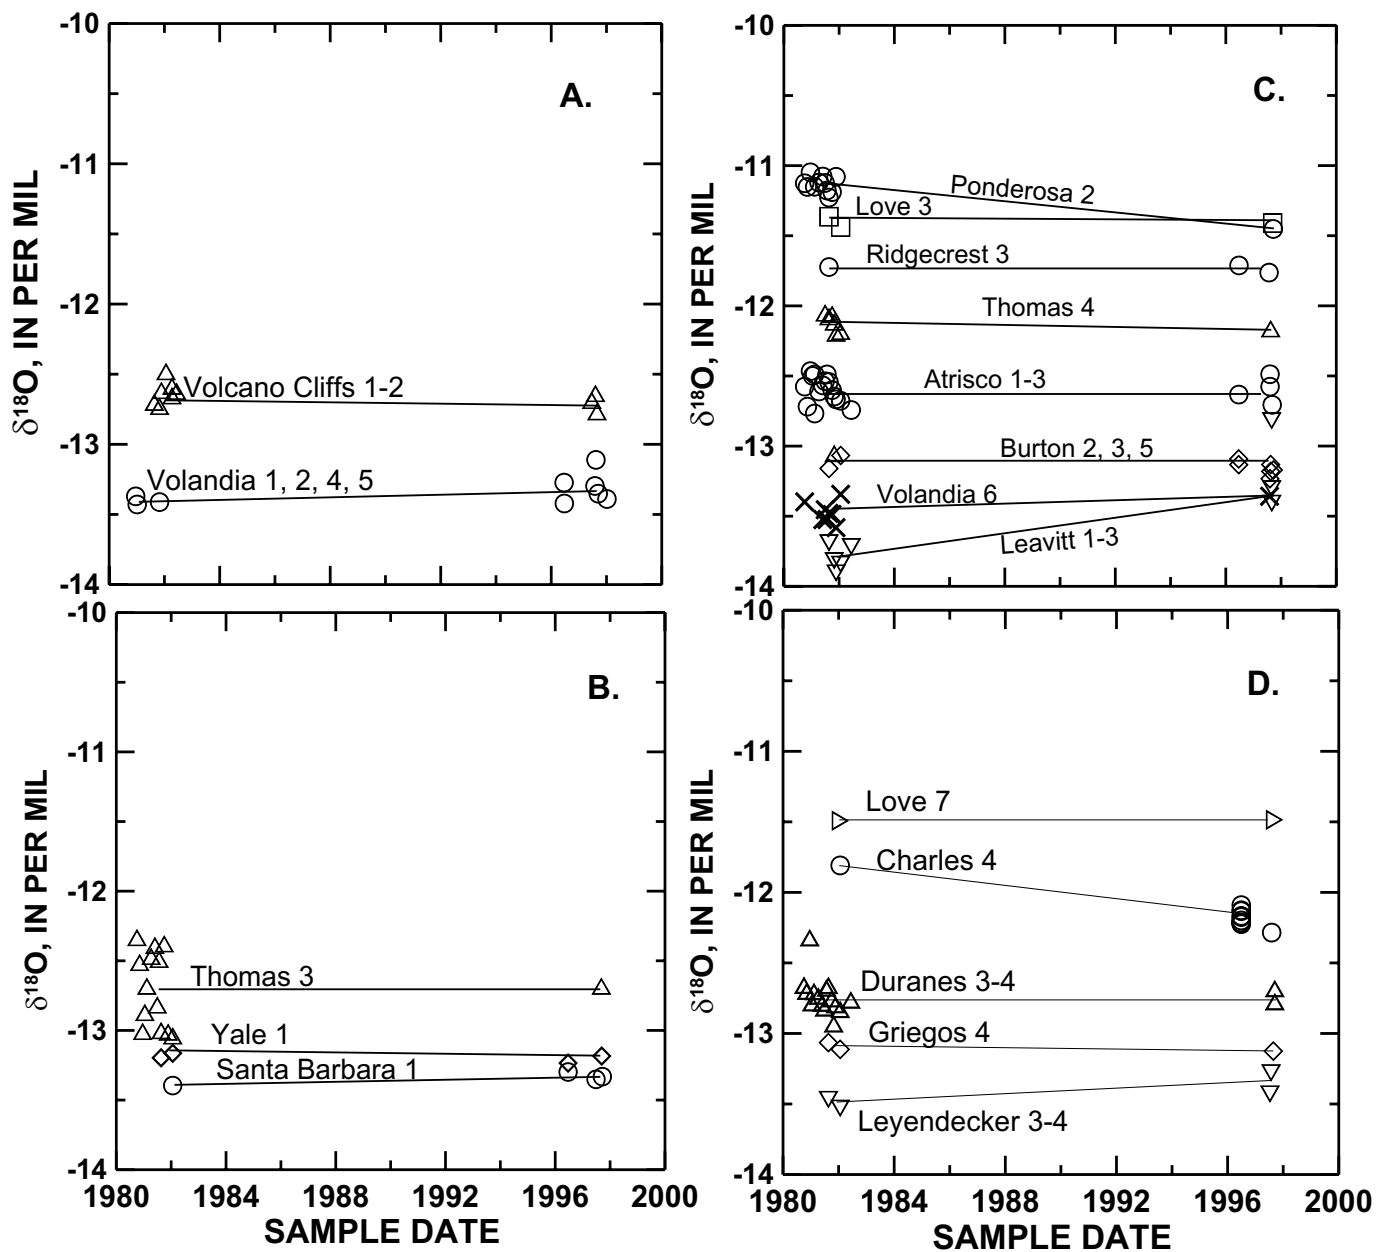 A.
-10
-11
-12
-13
-14
δ18O, IN PER MIL
Volcano Cliffs 1-2
Volandia 1, 2, 4, 5
B.
-10
-11
-12
-13
-14
δ18O, IN PER MIL
Thomas 3
Yale 1
Santa Barbara 1
1980 1984 1988 1992 1996 2000
SAMPLE DATE
C.
-10
-11
-12
-13
-14
δ18O, IN PER MIL
Ponderosa 2
Love 3
Ridgecrest 3
Thomas 4
Atrisco 1-3
Burton 2, 3, 5
Volandia 6
Leavitt 1-3
D.
-10
-11
-12
-13
-14
δ18O, IN PER MIL
Love 7
Charles 4
Duranes 3-4
Griegos 4
Leyendecker 3-4
1980 1984 1988 1992 1996 2000
SAMPLE DATE